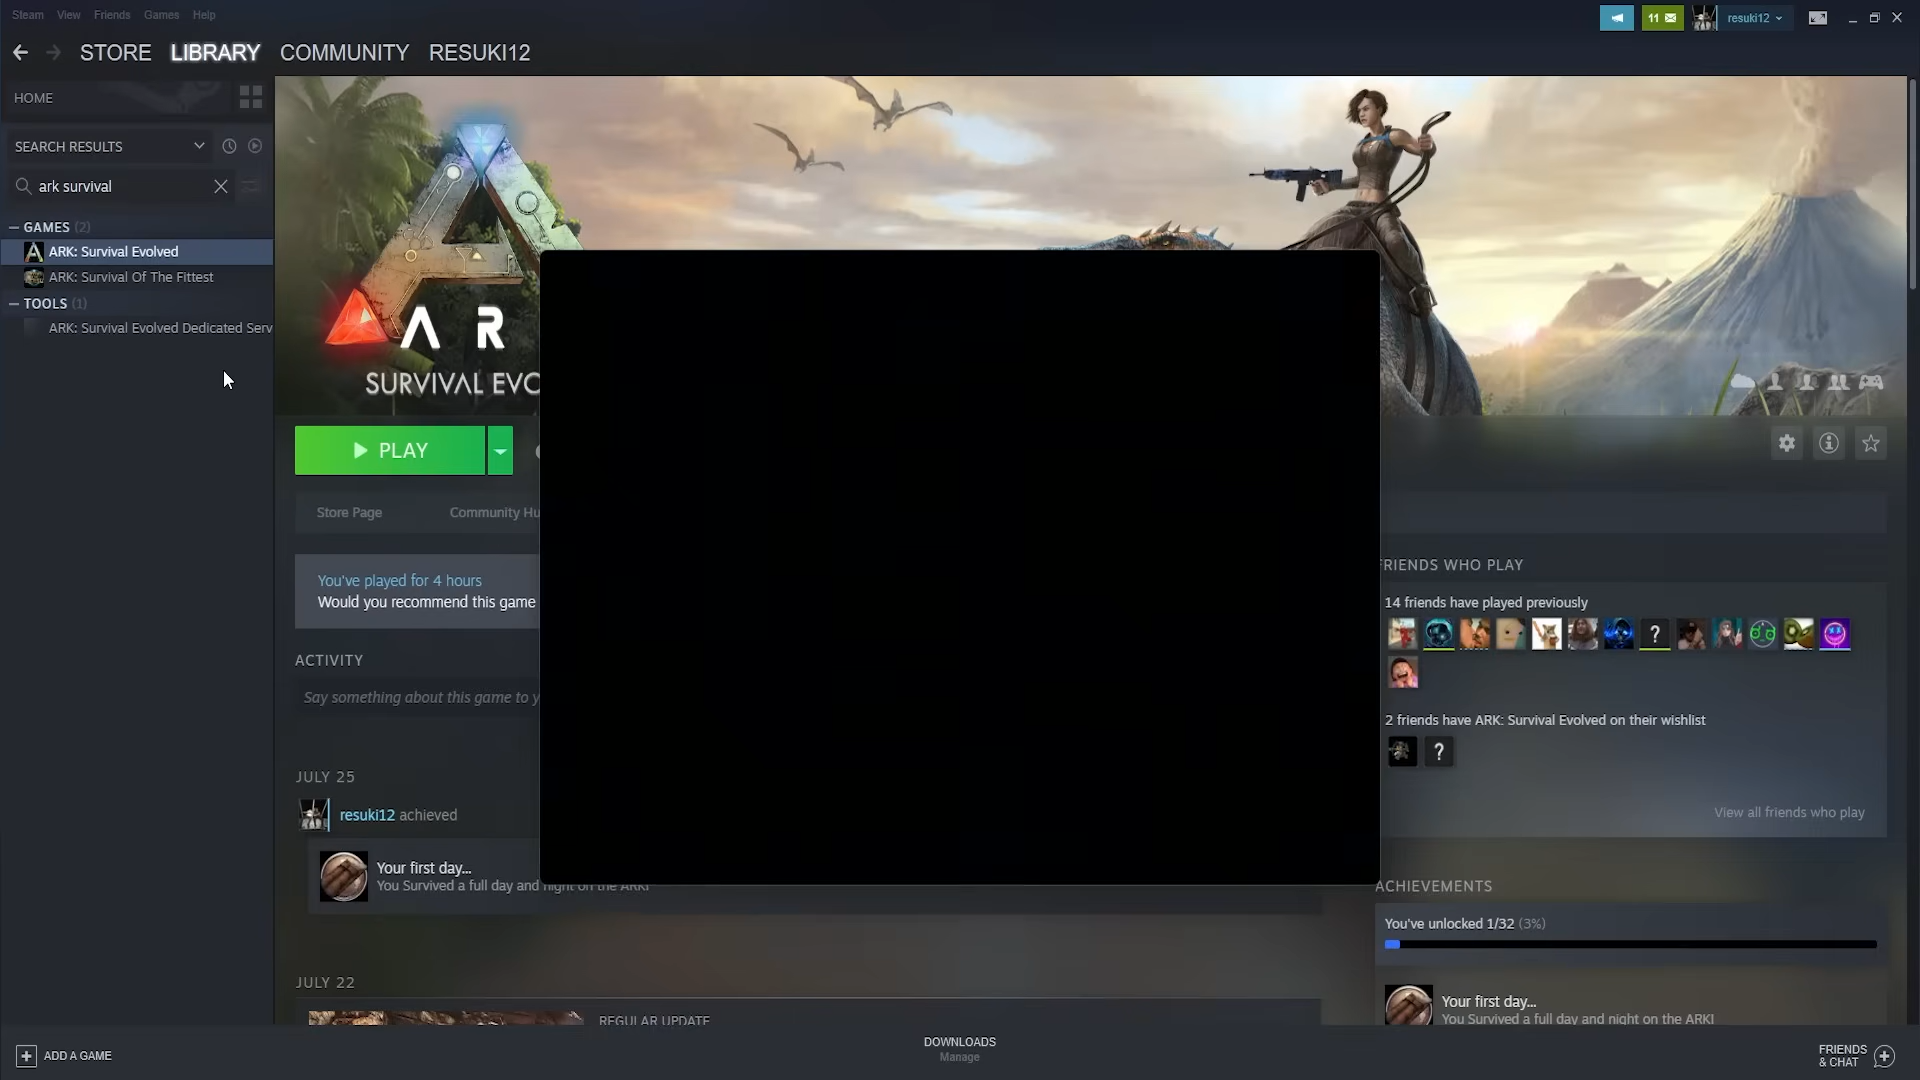 Steam View Friends Games Help
11
resuki12
STORE LIBRARY COMMUNITY RESUKI12
HOME
SEARCH RESULTS
ark survival
GAMES (2)
ARK: Survival Evolved
ARK: Survival Of The Fittest
TOOLS (1)
ARK: Survival Evolved Dedicated Serv
A R
SURVIVAL EVO
PLAY
Store Page
Community Hu
You've played for 4 hours
Would you recommend this game
ACTIVITY
Say something about this game to y
JULY 25
resuki12 achieved
Your first day...
You Survived a full day and night on the ARK!
JULY 22
REGULAR UPDATE
FRIENDS WHO PLAY
14 friends have played previously
?
2 friends have ARK: Survival Evolved on their wishlist
?
View all friends who play
ACHIEVEMENTS
You've unlocked 1/32 (3%)
Your first day...
You Survived a full day and night on the ARK!
ADD A GAME
DOWNLOADS
Manage
FRIENDS
& CHAT